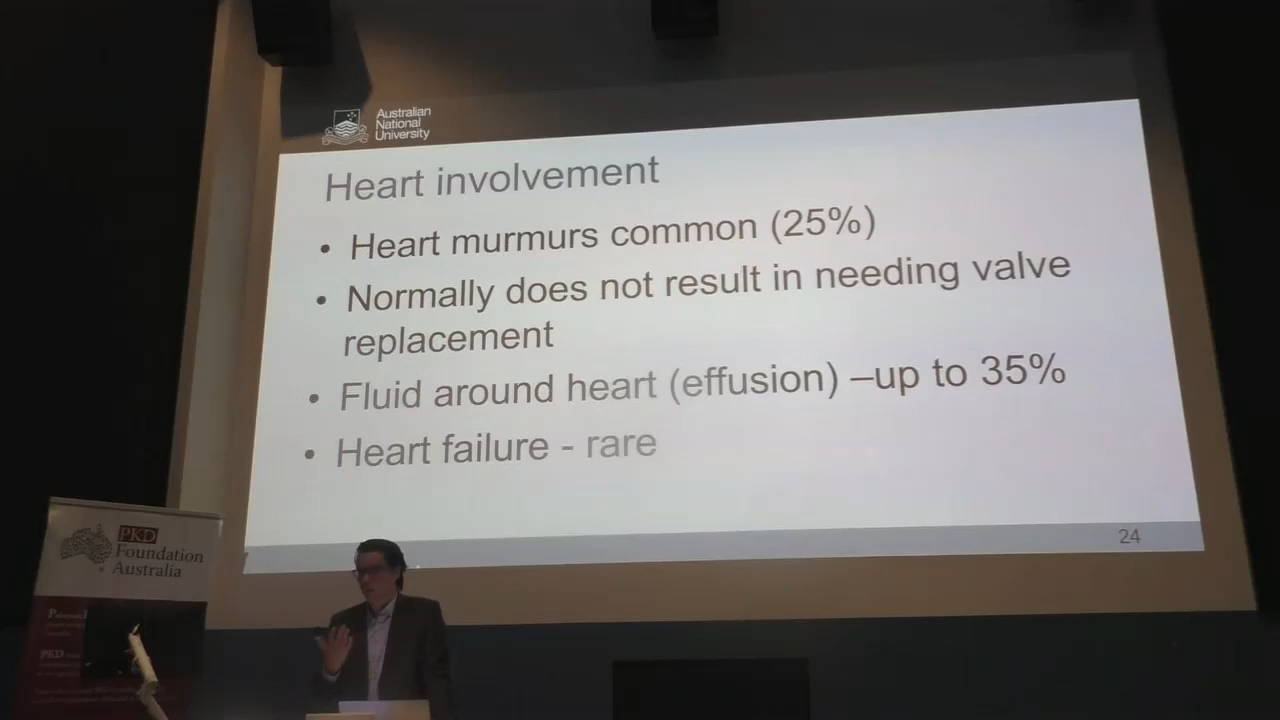 Australian
National
University
Heart involvement
• Heart murmurs common (25%)
• Normally does not result in needing valve
replacement
• Fluid around heart (effusion) –up to 35%
• Heart failure - rare
24
PKD
Foundation
Australia
PKD